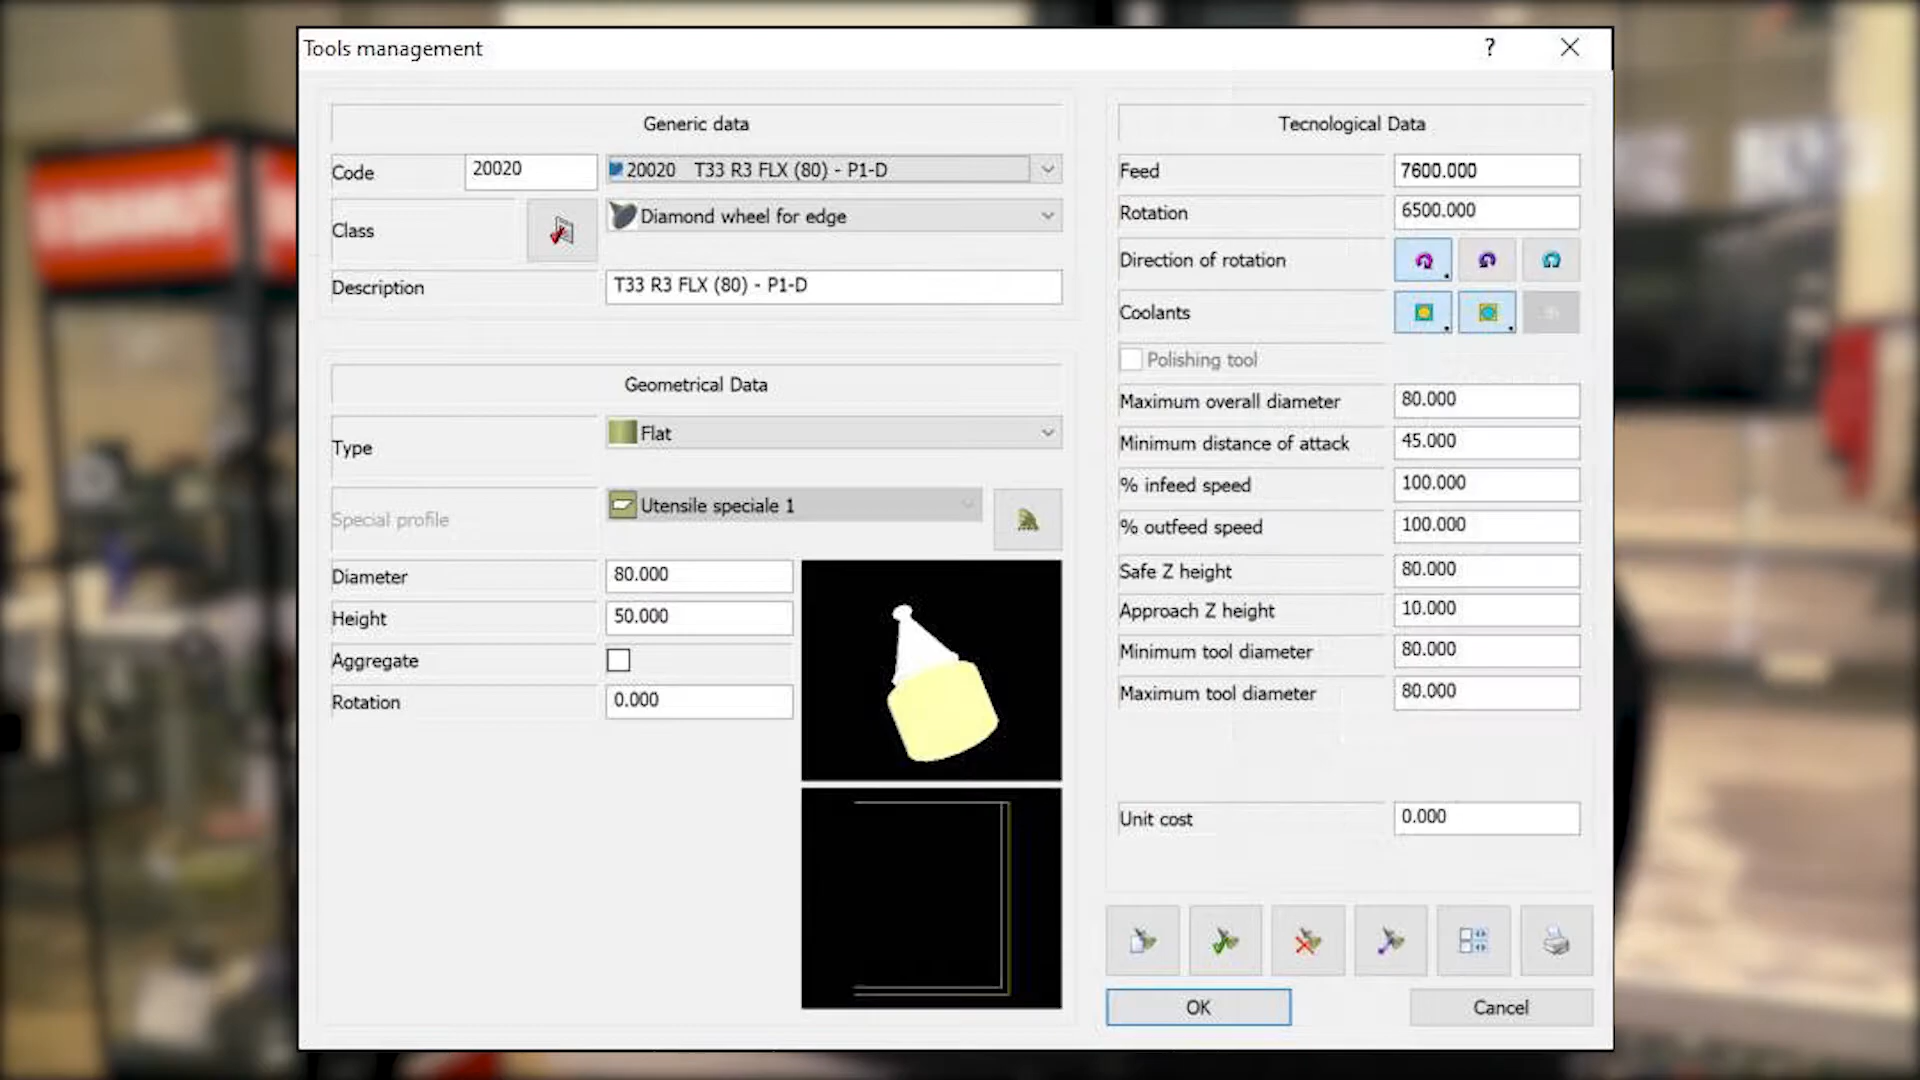 Tools management
?
Generic data
Code
20020
20020 T33 R3 FLX (80) - P1-D
Class
Diamond wheel for edge
Description
T33 R3 FLX (80) - P1-D
Geometrical Data
Type
Flat
Special profile
Utensile speciale 1
Diameter
80.000
Height
50.000
Aggregate
Rotation
0.000
Tecnological Data
Feed
7600.000
Rotation
6500.000
Direction of rotation
Coolants
Polishing tool
Maximum overall diameter
80.000
Minimum distance of attack
45.000
% infeed speed
100.000
% outfeed speed
100.000
Safe Z height
80.000
Approach Z height
10.000
Minimum tool diameter
80.000
Maximum tool diameter
80.000
Unit cost
0.000
OK
Cancel